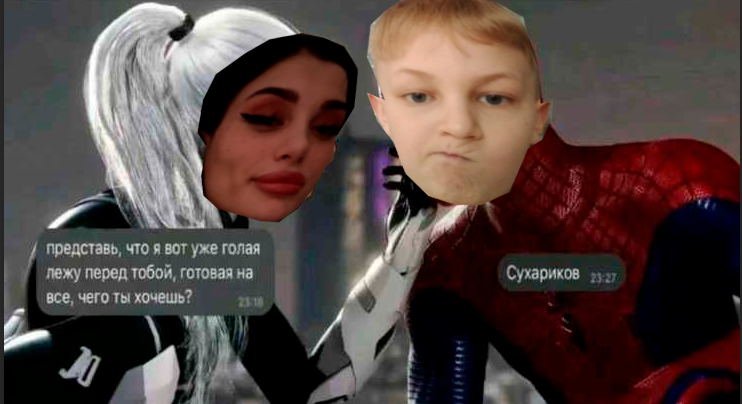 представь, что я вот уже голая
лежу перед тобой, готовая на
все, чего ты хочешь?
23:18
Сухариков 23:27